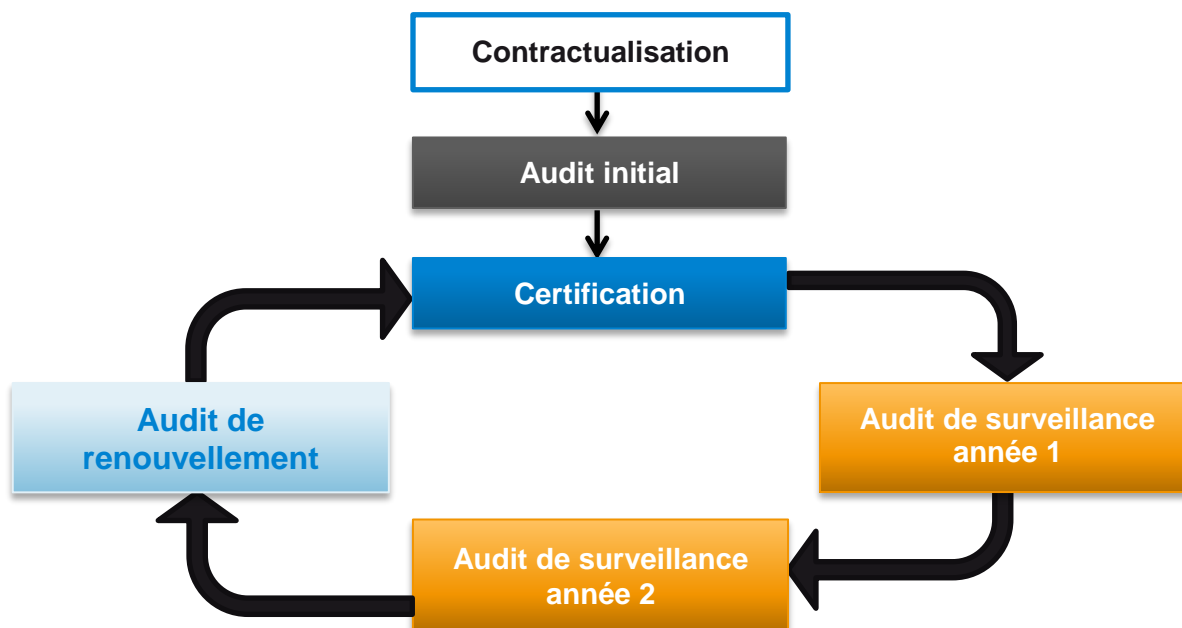 Contractualisation
Audit initial
Certification
Audit de surveillance
année 1
Audit de surveillance
année 2
Audit de
renouvellement